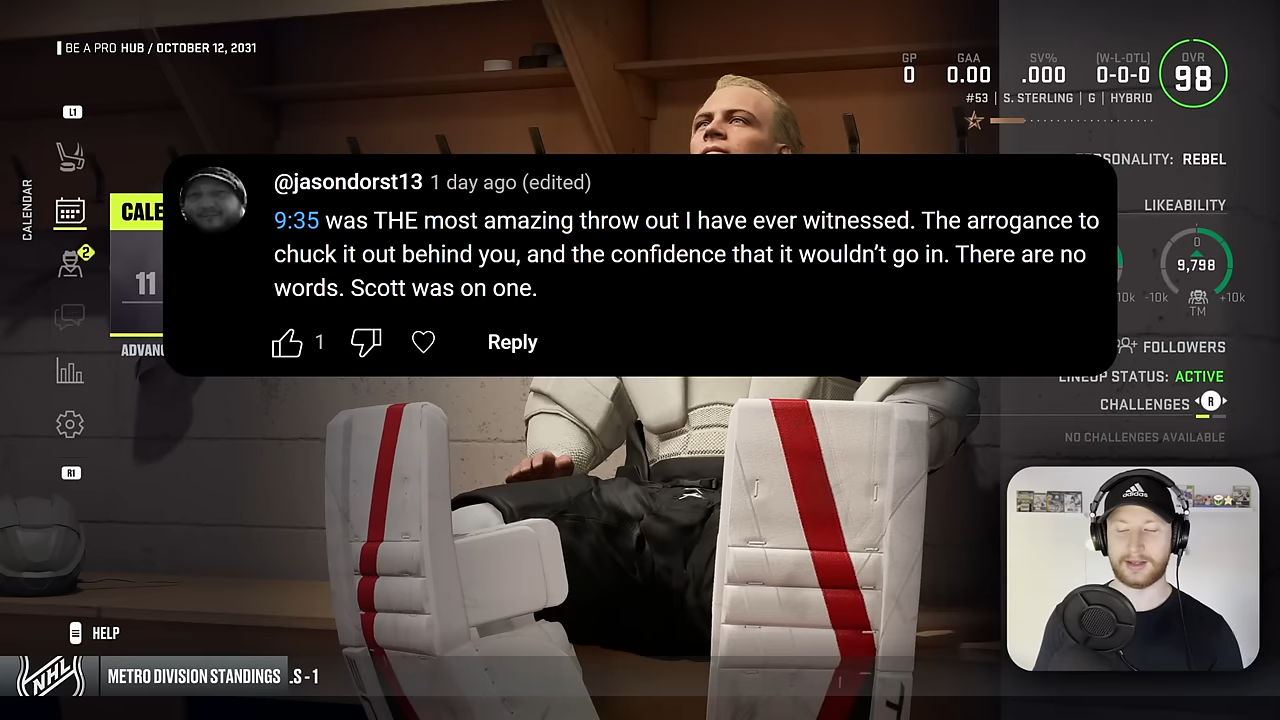 BE A PRO HUB / OCTOBER 12, 2031
GP GAA SV% [W-L-OTL] OVR
0 0.00 .000 0-0-0 98
#53 | S. STERLING | G | HYBRID
L1
PERSONALITY: REBEL
CALENDAR
LIKEABILITY
CALE
2
11
0
9,798
10k -10k +10k
TM
ADVAN
@jasondorst13 1 day ago (edited)
9:35 was THE most amazing throw out I have ever witnessed. The arrogance to
chuck it out behind you, and the confidence that it wouldn't go in. There are no
words. Scott was on one.
1 Reply
FOLLOWERS
LINEUP STATUS: ACTIVE
CHALLENGES R
NO CHALLENGES AVAILABLE
R1
adidas
HELP
NHL
METRO DIVISION STANDINGS .S - 1